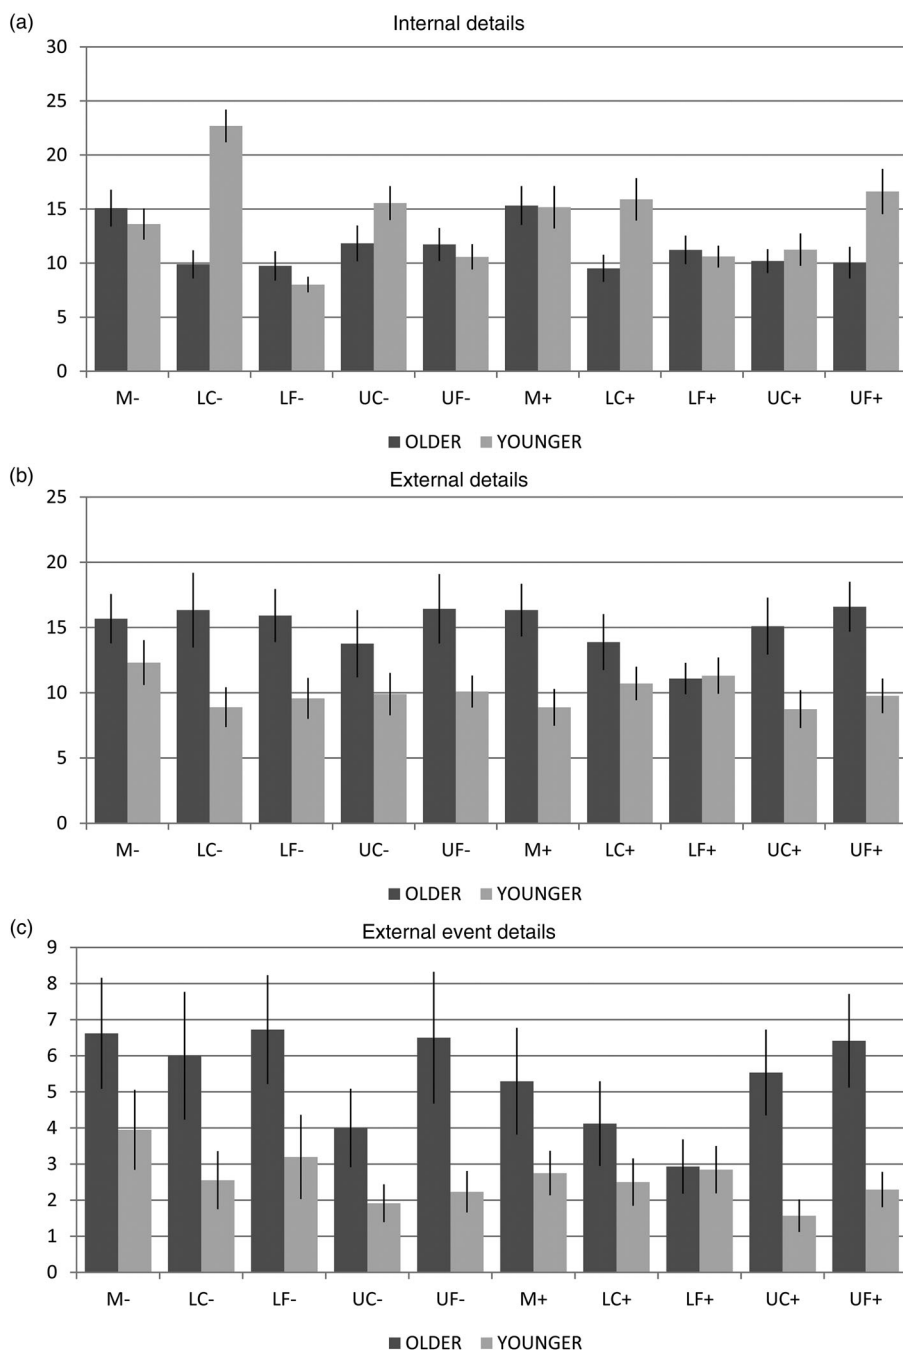 (a)
Internal details
30
25
20
15
10
5
0
M- LC- LF- UC- UF- M+ LC+ LF+ UC+ UF+
OLDER YOUNGER
(b)
External details
25
20
15
10
5
0
M- LC- LF- UC- UF- M+ LC+ LF+ UC+ UF+
OLDER YOUNGER
(c)
External event details
9
8
7
6
5
4
3
2
1
0
M- LC- LF- UC- UF- M+ LC+ LF+ UC+ UF+
OLDER YOUNGER